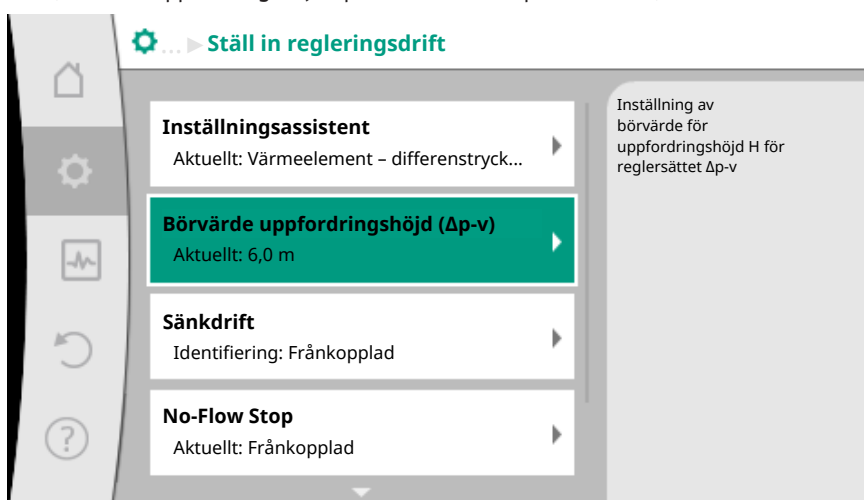 ... Ställ in regleringsdrift
Inställningsassistent
Aktuellt: Värmeelement – differenstryck...
Börvärde uppfordringshöjd (Δp-v)
Aktuellt: 6,0 m
Sänkdrift
Identifiering: Frånkopplad
No-Flow Stop
Aktuellt: Frånkopplad
Inställning av
börvärde för
uppfordringshöjd H för
reglersättet Δp-v